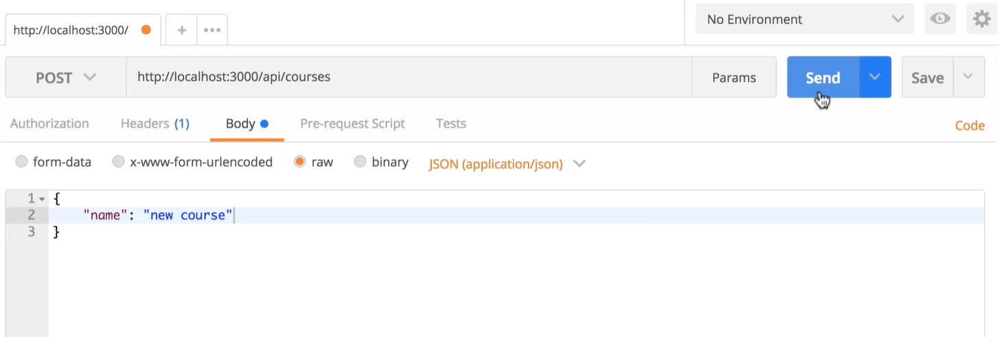 http://localhost:3000/
No Environment
POST http://localhost:3000/api/courses Params Send Save
Authorization Headers (1) Body Pre-request Script Tests Code
form-data x-www-form-urlencoded raw binary JSON (application/json)
1 {
2 "name": "new course"
3 }